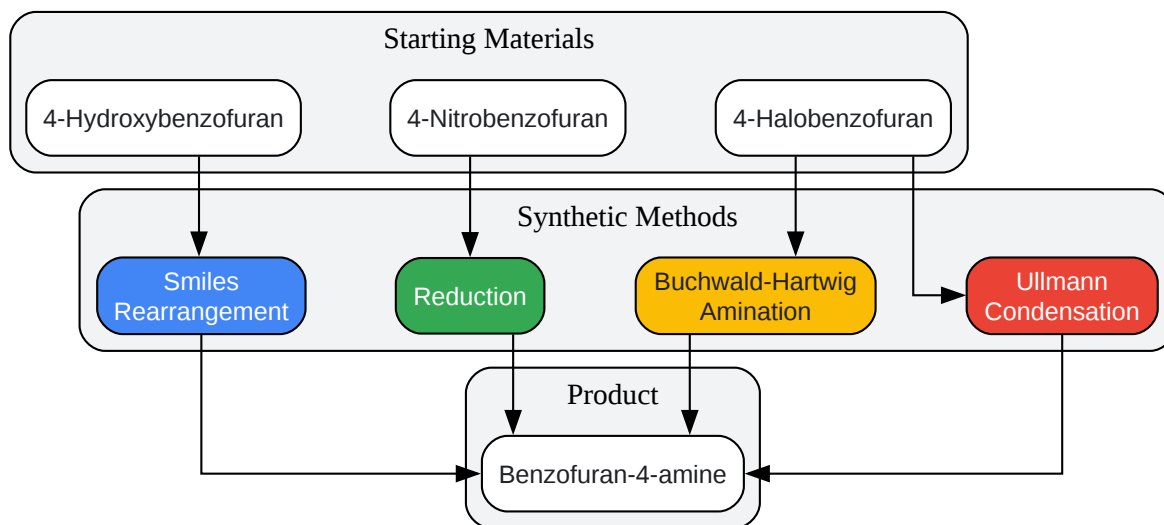 Starting Materials
4-Hydroxybenzofuran
4-Nitrobenzofuran
4-Halobenzofuran
Synthetic Methods
Smiles
Rearrangement
Reduction
Buchwald-Hartwig
Amination
Ullmann
Condensation
Product
Benzofuran-4-amine